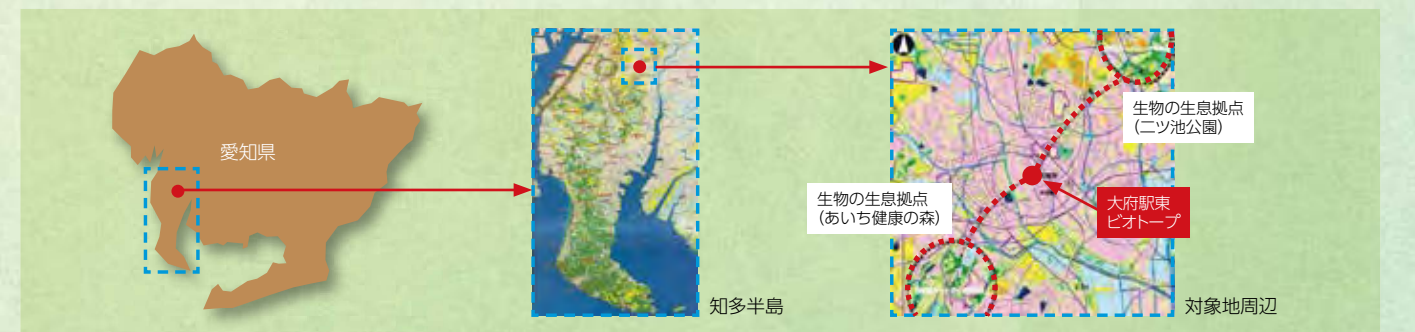 愛知県
知多半島
生物の生息拠点
(二ツ池公園)
生物の生息拠点
(あいち健康の森)
大府駅東
ビオトープ
対象地周辺